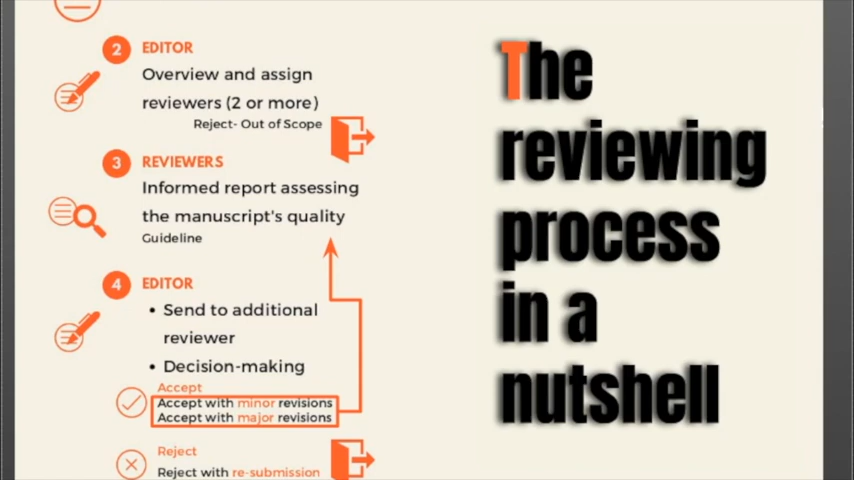 2 EDITOR
Overview and assign
reviewers (2 or more)
Reject- Out of Scope
3 REVIEWERS
Informed report assessing
the manuscript's quality
Guideline
4 EDITOR
• Send to additional
reviewer
• Decision-making
Accept
Accept with minor revisions
Accept with major revisions
Reject
Reject with re-submission
The
reviewing
process
in a
nutshell